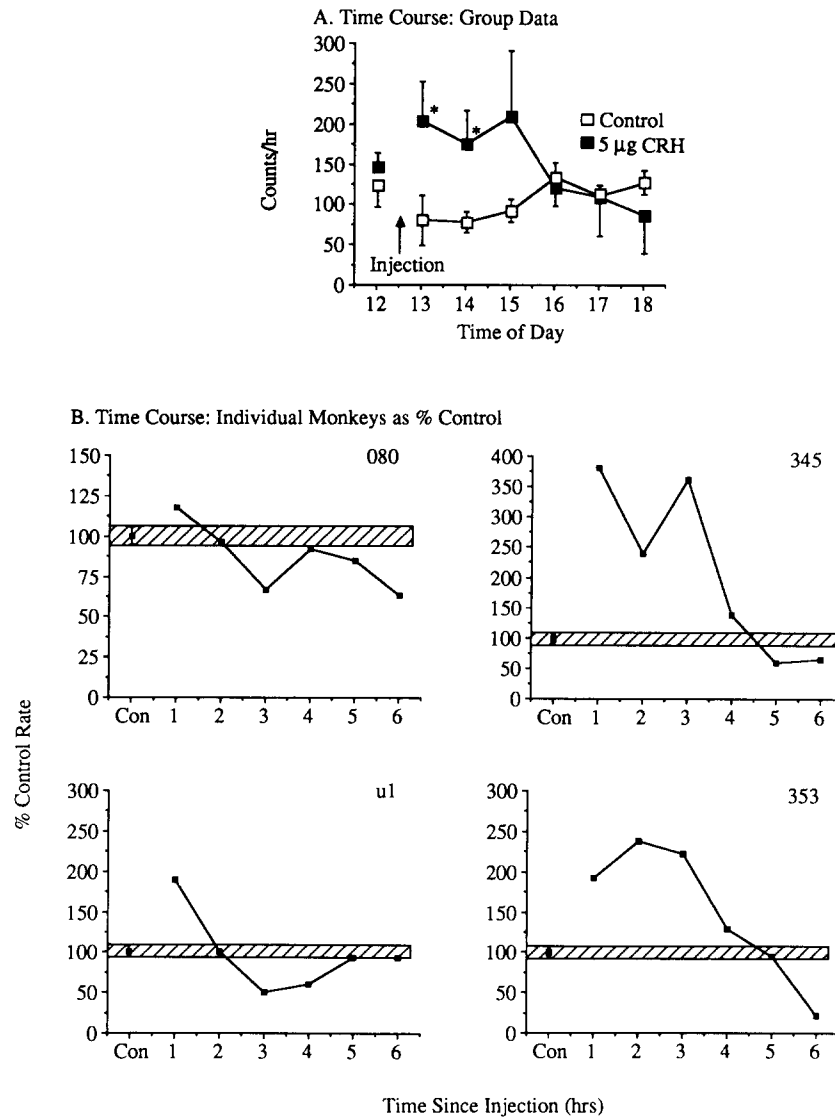 A. Time Course: Group Data
300
250
200
150
100
50
0
Counts/hr
*
*
Control
5 µg CRH
Injection
12 13 14 15 16 17 18
Time of Day
B. Time Course: Individual Monkeys as % Control
080
150
125
100
75
50
25
0
Con 1 2 3 4 5 6
345
400
350
300
250
200
150
100
50
0
Con 1 2 3 4 5 6
% Control Rate
u1
300
250
200
150
100
50
0
Con 1 2 3 4 5 6
353
300
250
200
150
100
50
0
Con 1 2 3 4 5 6
Time Since Injection (hrs)